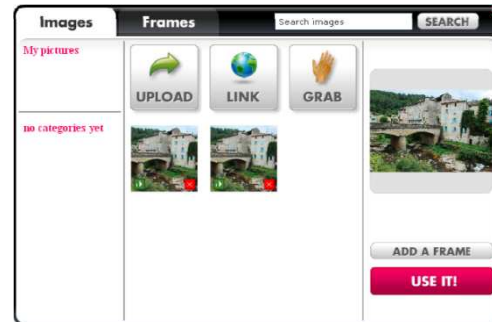 Images
Frames
Search images
SEARCH
My pictures
no categories yet
UPLOAD
LINK
GRAB
ADD A FRAME
USE IT!